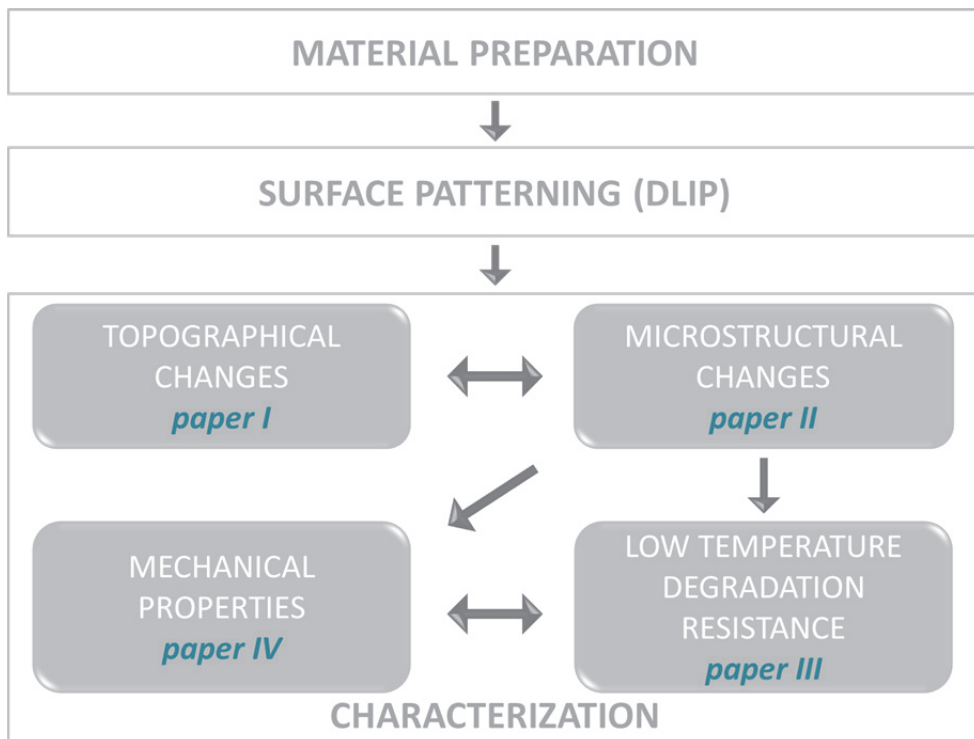 MATERIAL PREPARATION
SURFACE PATTERNING (DLIP)
TOPOGRAPHICAL
CHANGES
paper I
MICROSTRUCTURAL
CHANGES
paper II
MECHANICAL
PROPERTIES
paper IV
LOW TEMPERATURE
DEGRADATION
RESISTANCE
paper III
CHARACTERIZATION